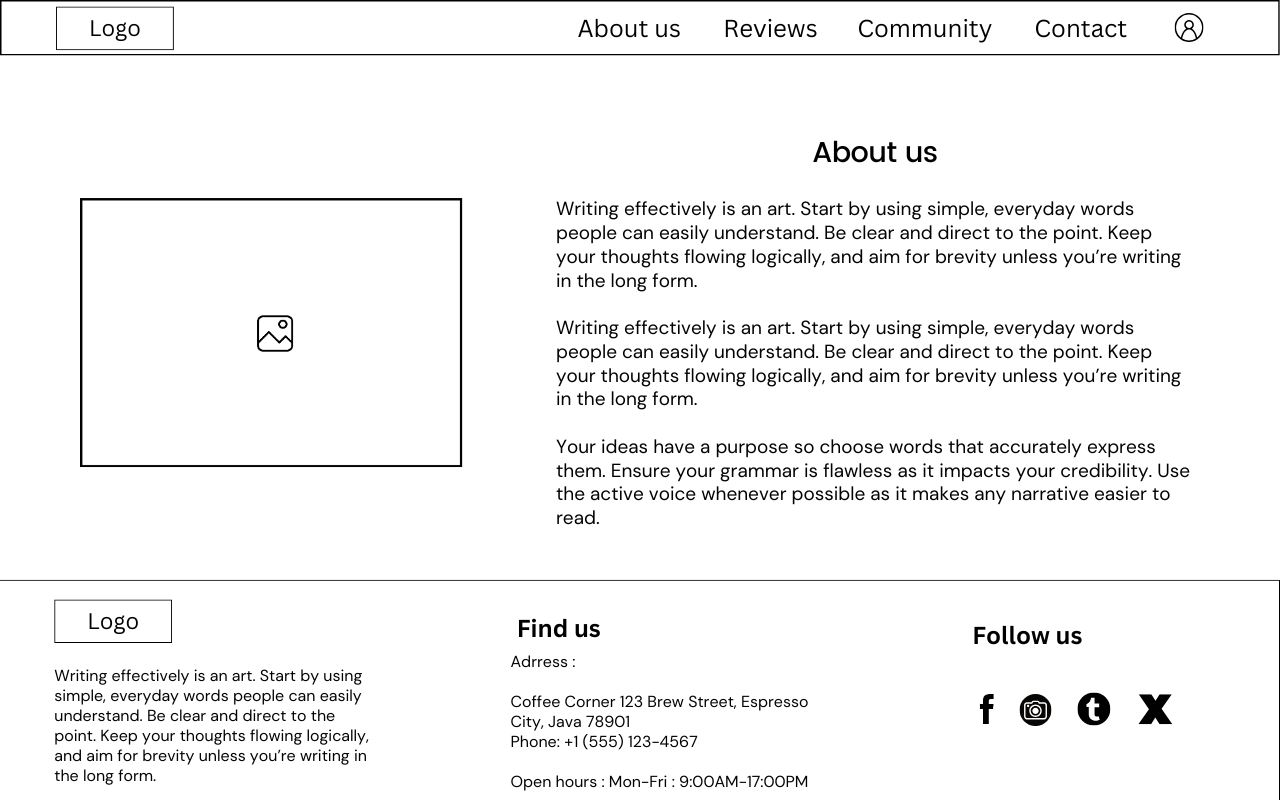 Logo
About us
Reviews
Community
Contact
About us
Writing effectively is an art. Start by using simple, everyday words
people can easily understand. Be clear and direct to the point. Keep
your thoughts flowing logically, and aim for brevity unless you’re writing
in the long form.
Writing effectively is an art. Start by using simple, everyday words
people can easily understand. Be clear and direct to the point. Keep
your thoughts flowing logically, and aim for brevity unless you’re writing
in the long form.
Your ideas have a purpose so choose words that accurately express
them. Ensure your grammar is flawless as it impacts your credibility. Use
the active voice whenever possible as it makes any narrative easier to
read.
Logo
Writing effectively is an art. Start by using
simple, everyday words people can easily
understand. Be clear and direct to the
point. Keep your thoughts flowing logically,
and aim for brevity unless you’re writing in
the long form.
Find us
Adrress :
Coffee Corner 123 Brew Street, Espresso
City, Java 78901
Phone: +1 (555) 123-4567
Open hours : Mon-Fri : 9:00AM-17:00PM
Follow us